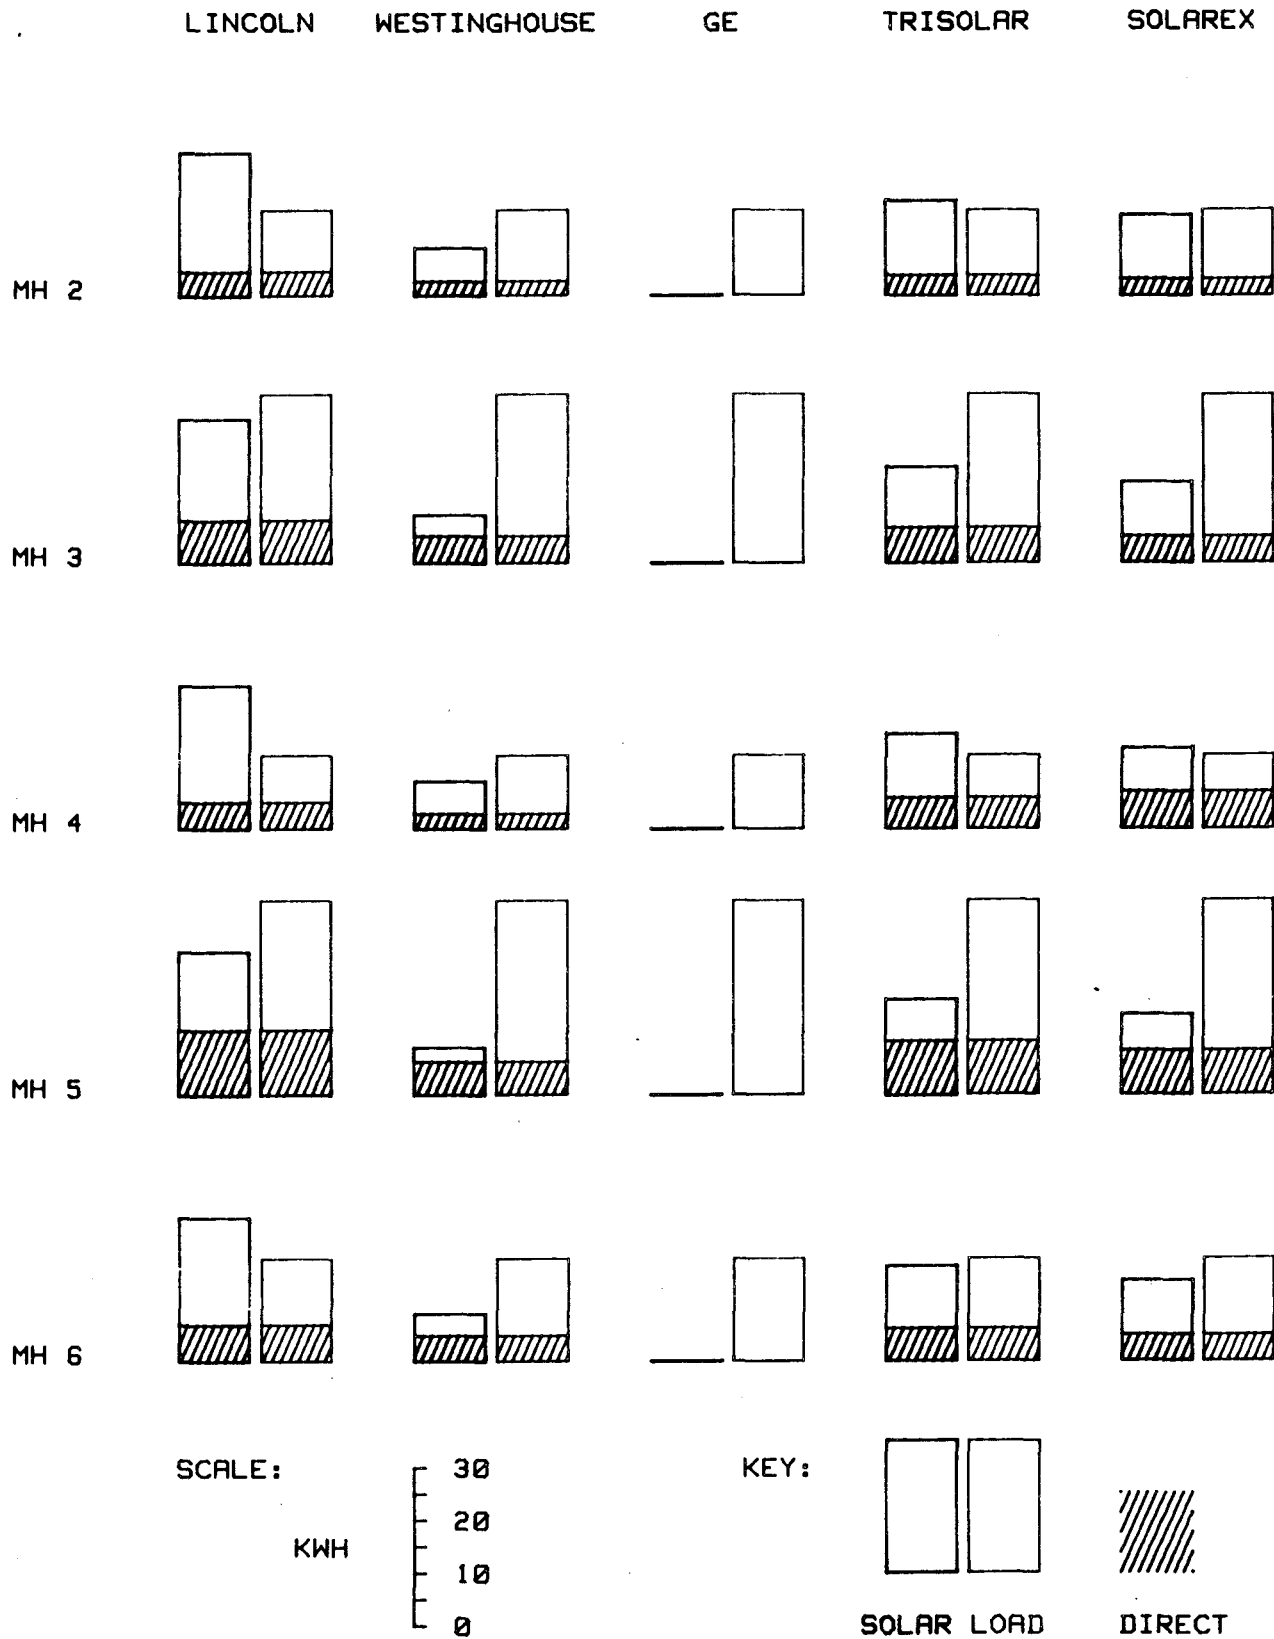 LINCOLN WESTINGHOUSE GE TRISOLAR SOLAREX
MH 2
MH 3
MH 4
MH 5
MH 6
SCALE:
KWH
30
20
10
0
KEY:
SOLAR LOAD DIRECT